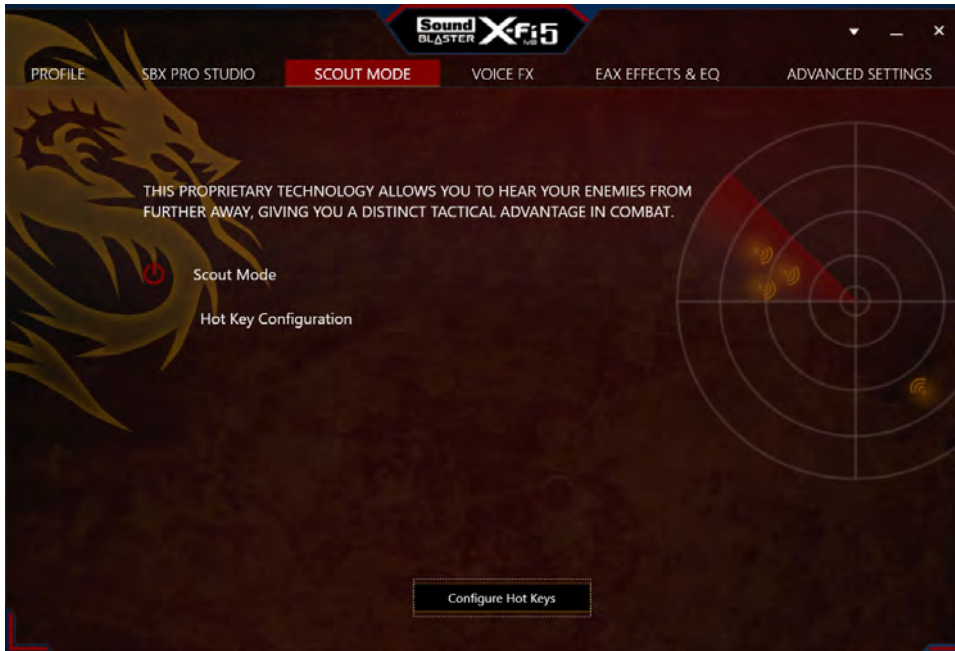 Sound
BLASTER X-Fi MB 5
PROFILE SBX PRO STUDIO SCOUT MODE VOICE FX EAX EFFECTS & EQ ADVANCED SETTINGS
THIS PROPRIETARY TECHNOLOGY ALLOWS YOU TO HEAR YOUR ENEMIES FROM
FURTHER AWAY, GIVING YOU A DISTINCT TACTICAL ADVANTAGE IN COMBAT.
Scout Mode
Hot Key Configuration
Configure Hot Keys